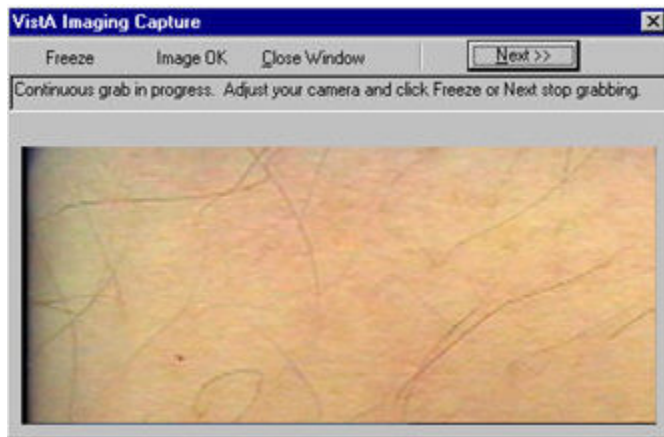 VistA Imaging Capture
Freeze Image OK Close Window Next >>
Continuous grab in progress. Adjust your camera and click Freeze or Next stop grabbing.